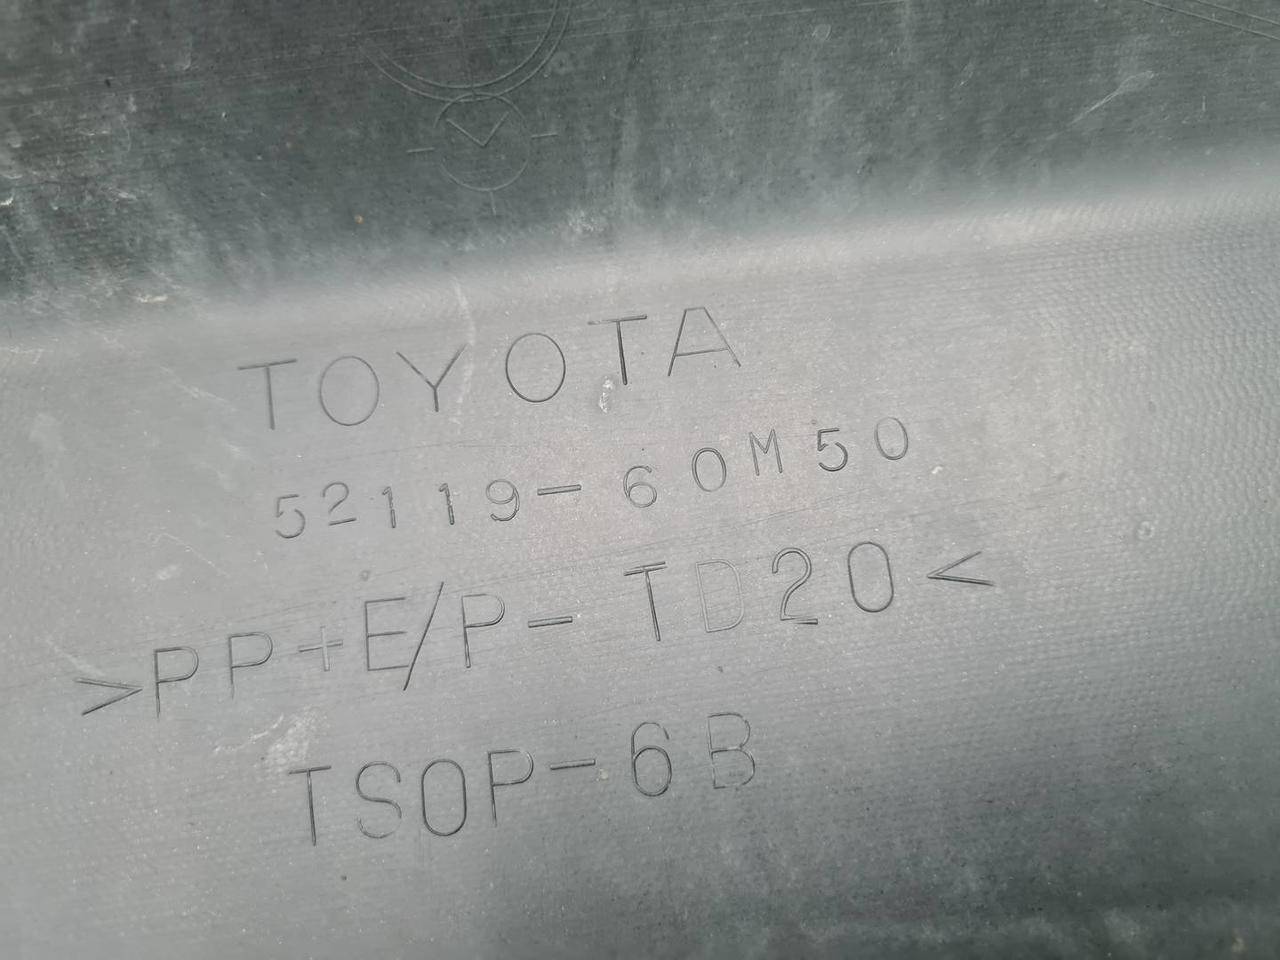 TOYOTA
52119-60M50
>PP+E/P-TD20<
TSOP-6B